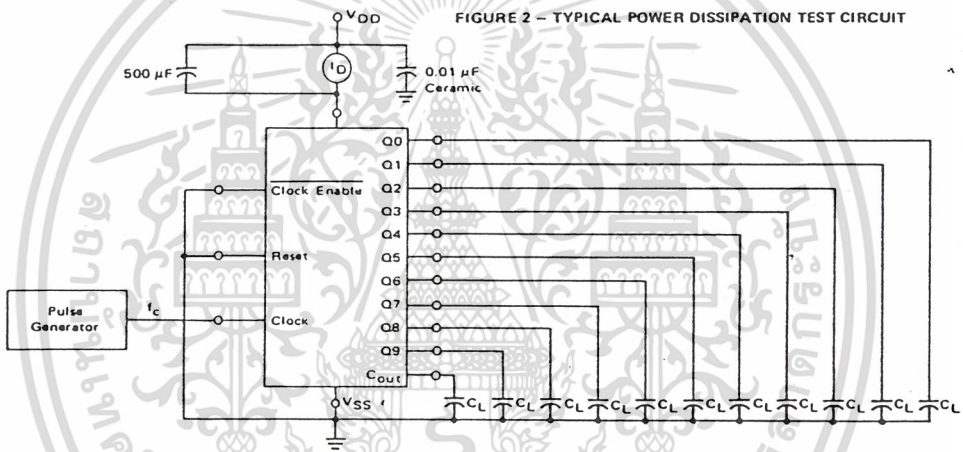 FIGURE 2 – TYPICAL POWER DISSIPATION TEST CIRCUIT
VDD
500 µF
ID
0.01 µF
Ceramic
Clock Enable
Reset
Clock
Pulse
Generator
fc
Q0
Q1
Q2
Q3
Q4
Q5
Q6
Q7
Q8
Q9
Cout
VSS
CL
CL
CL
CL
CL
CL
CL
CL
CL
CL
CL